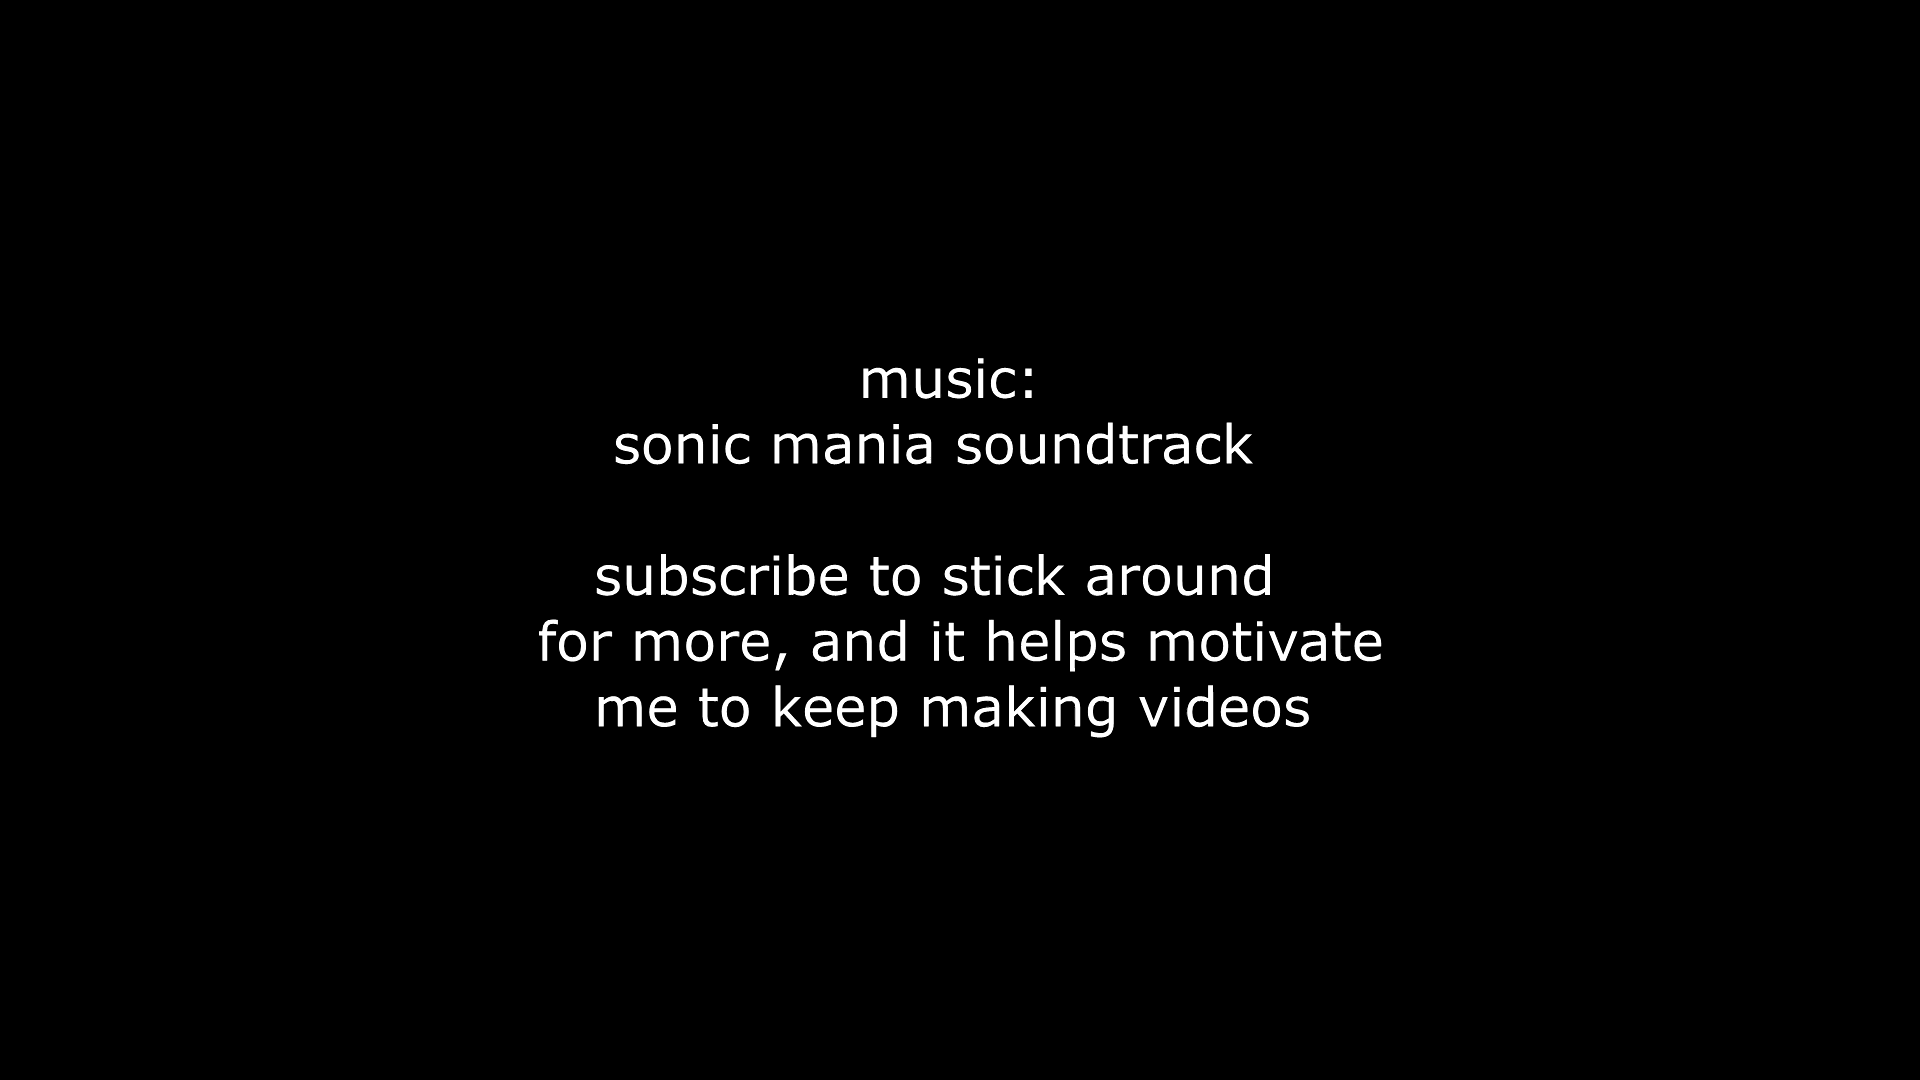 music:
sonic mania soundtrack
subscribe to stick around
for more, and it helps motivate
me to keep making videos